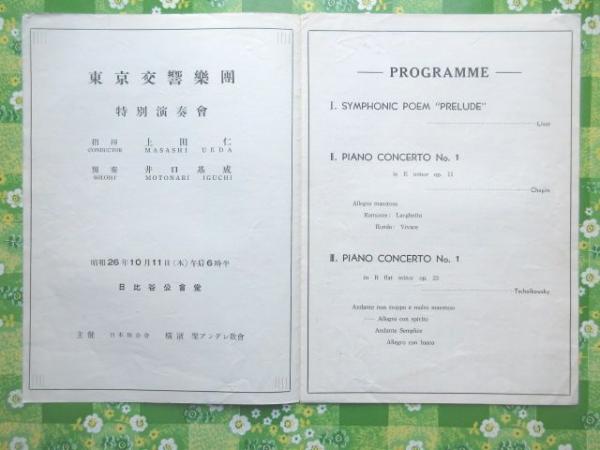 東京交響樂團
特別演奏會
指揮 上田仁
CONDUCTOR MASASHI UEDA
獨奏 井口基成
SOLOIST MOTONARI IGUCHI
昭和26年10月11日(木)午后6時半
日比谷公會堂
主催 日本聖公会 橫濱 聖アンデレ教會
PROGRAMME
I. SYMPHONIC POEM "PRELUDE"
Liszt
II. PIANO CONCERTO No. 1
in E minor op. 11
Chopin
Allegro maestoso
Romanze: Larghetto
Rondo: Vivace
III. PIANO CONCERTO No. 1
in B flat minor op. 23
Tschaikowsky
Andante non troppo e molto maestoso
— Allegro con spirito
Andante Semplice
Allegro con fuoco